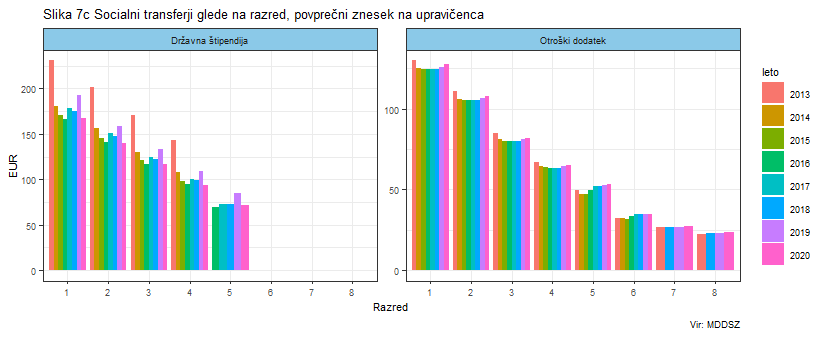 Slika 7c Socialni transferji glede na razred, povprečni znesek na upravičenca
Državna štipendija
Otroški dodatek
EUR
200
150
100
50
0
100
50
0
1 2 3 4 5 6 7 8
1 2 3 4 5 6 7 8
Razred
leto
2013
2014
2015
2016
2017
2018
2019
2020
Vir: MDDSZ